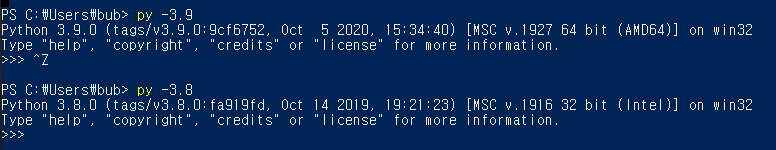 PS C:₩Users₩bub> py -3.9
Python 3.9.0 (tags/v3.9.0:9cf6752, Oct  5 2020, 15:34:40) [MSC v.1927 64 bit (AMD64)] on win32
Type "help", "copyright", "credits" or "license" for more information.
>>> ^Z
PS C:₩Users₩bub> py -3.8
Python 3.8.0 (tags/v3.8.0:fa919fd, Oct 14 2019, 19:21:23) [MSC v.1916 32 bit (Intel)] on win32
Type "help", "copyright", "credits" or "license" for more information.
>>>